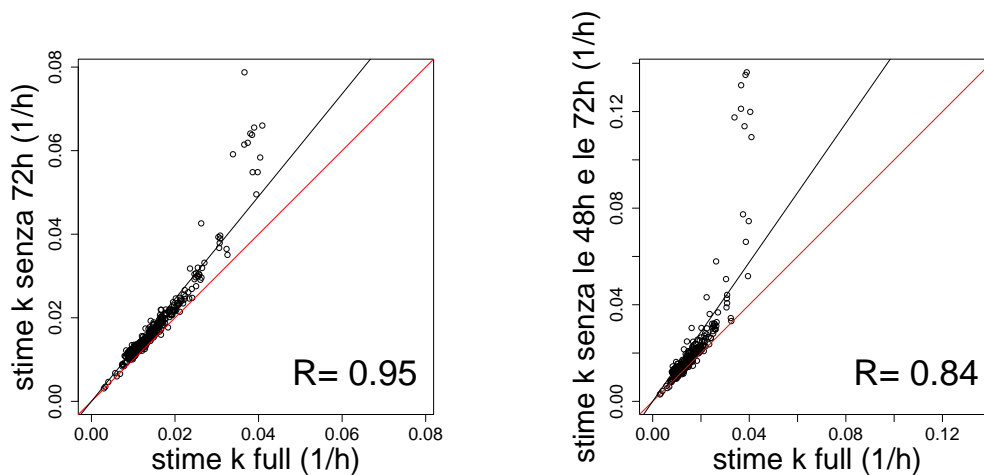 stime k senza 72h (1/h)
0.08
0.06
0.04
0.02
0.00
R= 0.95
0.00 0.02 0.04 0.06 0.08
stime k full (1/h)
stime k senza le 48h e le 72h (1/h)
0.12
0.08
0.04
0.00
R= 0.84
0.00 0.04 0.08 0.12
stime k full (1/h)